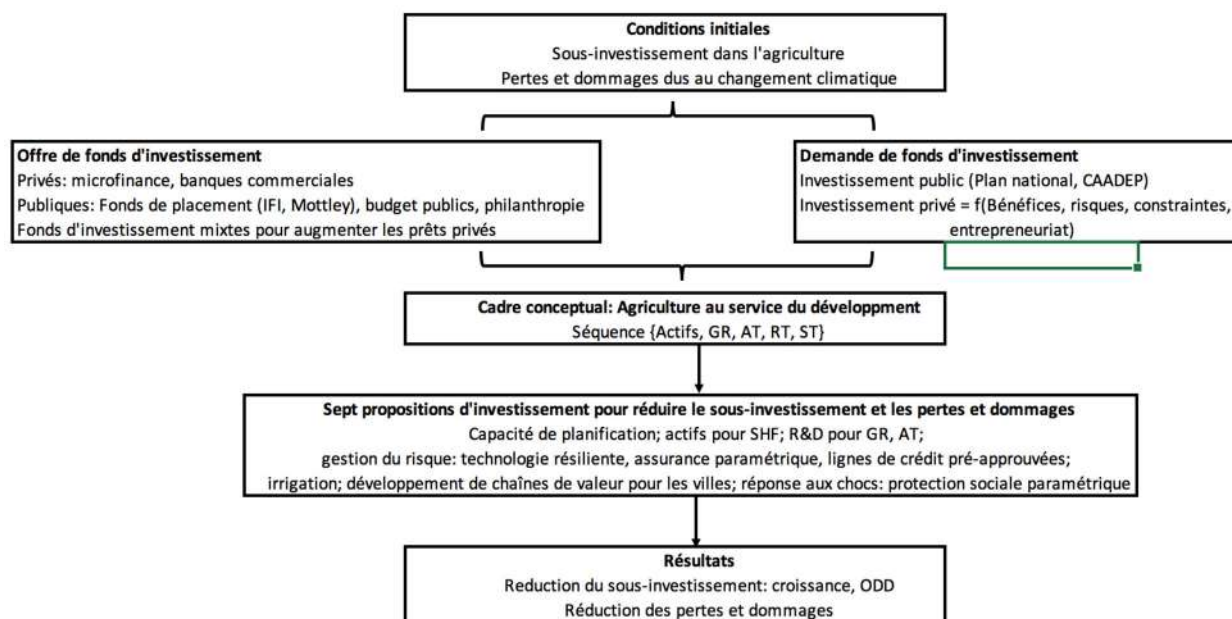 Conditions initiales
Sous-investissement dans l'agriculture
Pertes et dommages dus au changement climatique
Offre de fonds d'investissement
Privés: microfinance, banques commerciales
Publiques: Fonds de placement (IFI, Mottley), budget publics, philanthropie
Fonds d'investissement mixtes pour augmenter les prêts privés
Demande de fonds d'investissement
Investissement public (Plan national, CAADEP)
Investissement privé = f(Bénéfices, risques, constraintes,
entrepreneuriat)
Cadre conceptual: Agriculture au service du développment
Séquence {Actifs, GR, AT, RT, ST}
Sept propositions d'investissement pour réduire le sous-investissement et les pertes et dommages
Capacité de planification; actifs pour SHF; R&D pour GR, AT;
gestion du risque: technologie résiliente, assurance paramétrique, lignes de crédit pré-approuvées;
irrigation; développement de chaînes de valeur pour les villes; réponse aux chocs: protection sociale paramétrique
Résultats
Reduction du sous-investissement: croissance, ODD
Réduction des pertes et dommages